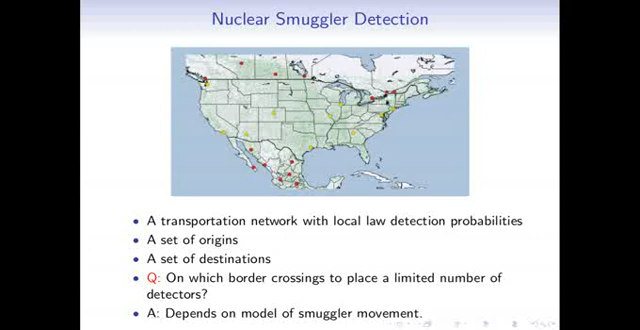 Nuclear Smuggler Detection
• A transportation network with local law detection probabilities
• A set of origins
• A set of destinations
• Q: On which border crossings to place a limited number of
detectors?
• A: Depends on model of smuggler movement.